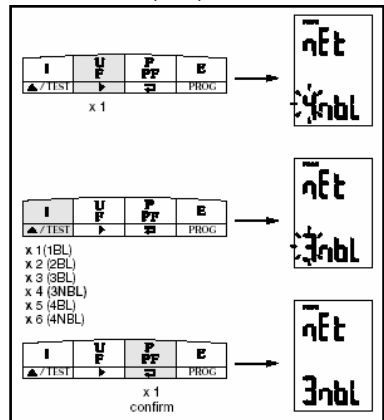 I U F P PF E
▲/TEST ▶ PROG
x 1
PROG
nEt
4nbl
I U F P PF E
▲/TEST ▶ PROG
x 1 (1BL)
x 2 (2BL)
x 3 (3BL)
x 4 (3NBL)
x 5 (4BL)
x 6 (4NBL)
PROG
nEt
3nbl
I U F P PF E
▲/TEST ▶ PROG
x 1
confirm
PROG
nEt
3nbl